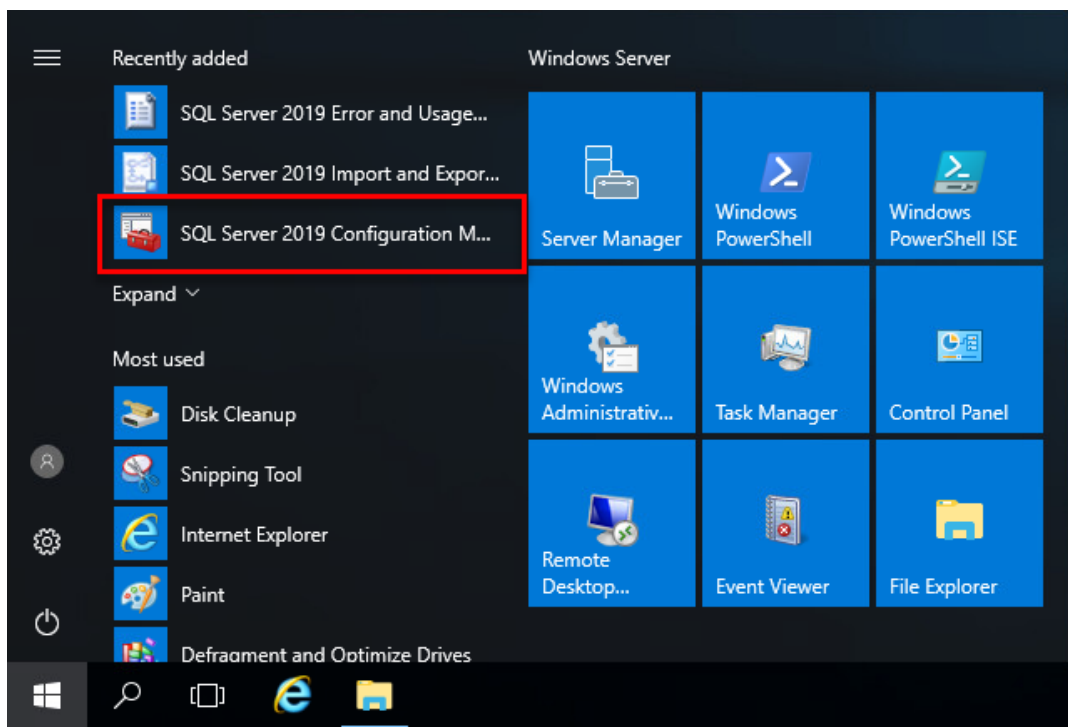 Recently added
SQL Server 2019 Error and Usage...
SQL Server 2019 Import and Expor...
SQL Server 2019 Configuration M...
Expand
Most used
Disk Cleanup
Snipping Tool
Internet Explorer
Paint
Defragment and Optimize Drives
Windows Server
Server Manager
Windows
PowerShell
Windows
PowerShell ISE
Windows
Administrativ...
Task Manager
Control Panel
Remote
Desktop...
Event Viewer
File Explorer